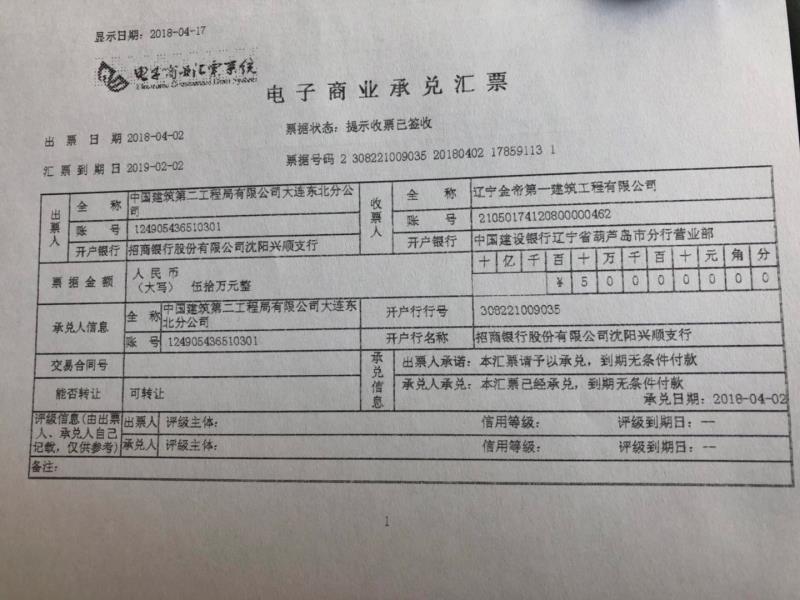 显示日期：2018-04-17
电子商业汇票系统
Electronic Commercial Draft System
电子商业承兑汇票
出票日期 2018-04-02
票据状态：提示收票已签收
汇票到期日 2019-02-02
票据号码 2 308221009035 20180402 17859113 1
出票人
全称 中国建筑第二工程局有限公司大连东北分公司
账号 124905436510301
开户银行 招商银行股份有限公司沈阳兴顺支行
收票人
全称 辽宁金帝第一建筑工程有限公司
账号 21050174120800000462
开户银行 中国建设银行辽宁省葫芦岛市分行营业部
票据金额
人民币
（大写） 伍拾万元整
十亿千百十万千百十元角分
¥ 5 0 0 0 0 0 0 0
承兑人信息
全称 中国建筑第二工程局有限公司大连东北分公司
账号 124905436510301
开户行行号 308221009035
开户行名称 招商银行股份有限公司沈阳兴顺支行
交易合同号
能否转让 可转让
承兑信息
出票人承诺：本汇票请予以承兑，到期无条件付款
承兑人承兑：本汇票已经承兑，到期无条件付款
承兑日期：2018-04-02
评级信息(由出票人、承兑人自己记载，仅供参考)
出票人 评级主体： 信用等级： 评级到期日：--
承兑人 评级主体： 信用等级： 评级到期日：--
备注：
1